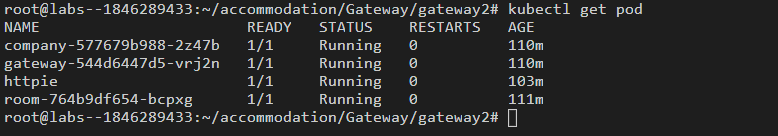 root@labs--1846289433:~/accommodation/Gateway/gateway2# kubectl get pod
NAME                       READY   STATUS    RESTARTS   AGE
company-577679b988-2z47b   1/1     Running   0          110m
gateway-544d6447d5-vrj2n   1/1     Running   0          110m
httpie                     1/1     Running   0          103m
room-764b9df654-bcpxg      1/1     Running   0          111m
root@labs--1846289433:~/accommodation/Gateway/gateway2#